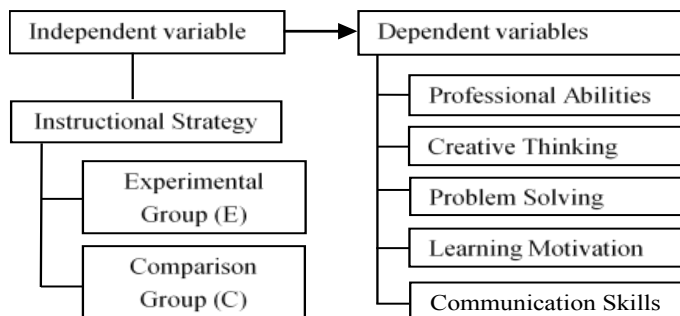 Independent variable
Instructional Strategy
Experimental
Group (E)
Comparison
Group (C)
Dependent variables
Professional Abilities
Creative Thinking
Problem Solving
Learning Motivation
Communication Skills